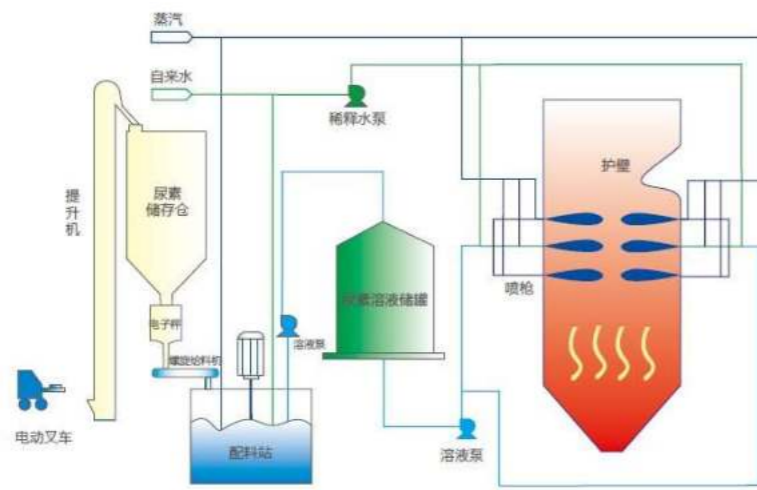 蒸汽
自来水
稀释水泵
提升机
尿素
储存仓
护壁
喷枪
尿素溶液储罐
电子秤
溶液泵
螺旋给料机
电动叉车
配料站
溶液泵